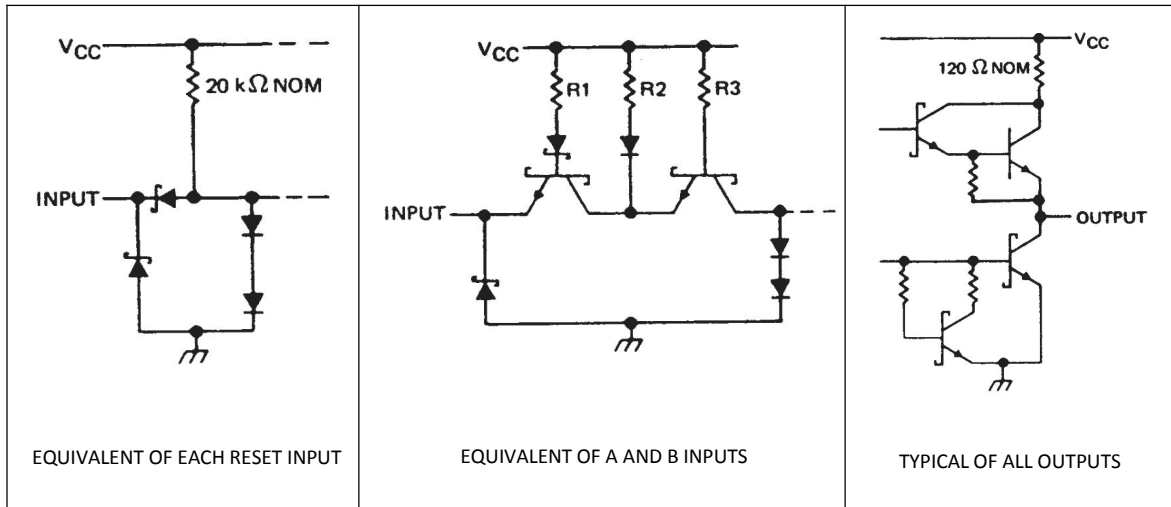 VCC
20 kΩ NOM
INPUT
EQUIVALENT OF EACH RESET INPUT
VCC
R1
R2
R3
INPUT
EQUIVALENT OF A AND B INPUTS
VCC
120 Ω NOM
OUTPUT
TYPICAL OF ALL OUTPUTS